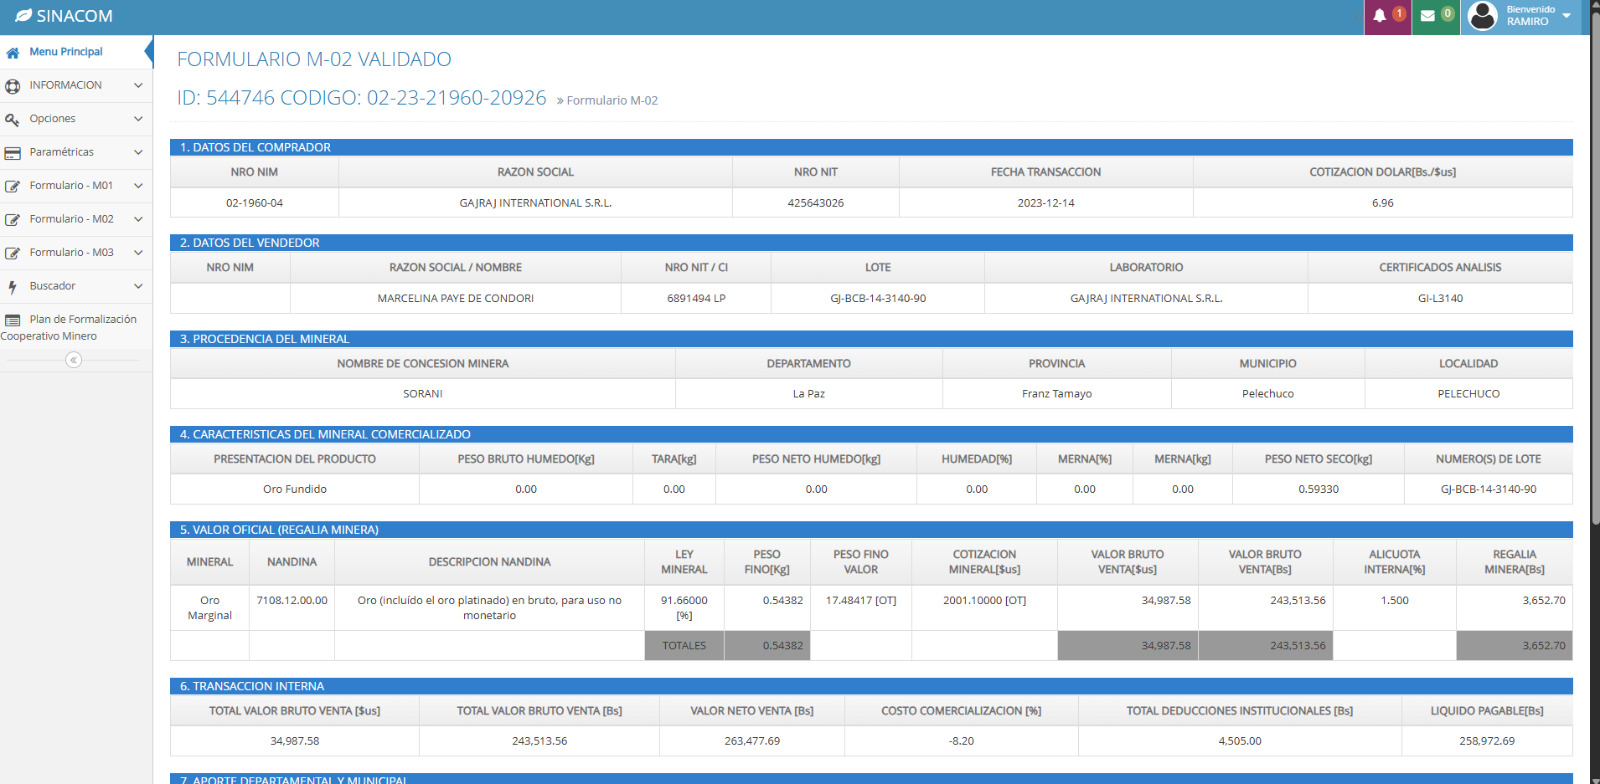 SINACOM
1
0
Bienvenido
RAMIRO
Menu Principal
INFORMACION
Opciones
Paramétricas
Formulario - M01
Formulario - M02
Formulario - M03
Buscador
Plan de Formalización
Cooperativo Minero
FORMULARIO M-02 VALIDADO
ID: 544746 CODIGO: 02-23-21960-20926 » Formulario M-02
1. DATOS DEL COMPRADOR
NRO NIM RAZON SOCIAL NRO NIT FECHA TRANSACCION COTIZACION DOLAR[Bs./$us]
02-1960-04 GAJRAJ INTERNATIONAL S.R.L. 425643026 2023-12-14 6.96
2. DATOS DEL VENDEDOR
NRO NIM RAZON SOCIAL / NOMBRE NRO NIT / CI LOTE LABORATORIO CERTIFICADOS ANALISIS
MARCELINA PAYE DE CONDORI 6891494 LP GJ-BCB-14-3140-90 GAJRAJ INTERNATIONAL S.R.L. GI-L3140
3. PROCEDENCIA DEL MINERAL
NOMBRE DE CONCESION MINERA DEPARTAMENTO PROVINCIA MUNICIPIO LOCALIDAD
SORANI La Paz Franz Tamayo Pelechuco PELECHUCO
4. CARACTERISTICAS DEL MINERAL COMERCIALIZADO
PRESENTACION DEL PRODUCTO PESO BRUTO HUMEDO[Kg] TARA[kg] PESO NETO HUMEDO[kg] HUMEDAD[%] MERNA[%] MERNA[kg] PESO NETO SECO[kg] NUMERO(S) DE LOTE
Oro Fundido 0.00 0.00 0.00 0.00 0.00 0.00 0.59330 GJ-BCB-14-3140-90
5. VALOR OFICIAL (REGALIA MINERA)
MINERAL NANDINA DESCRIPCION NANDINA LEY MINERAL PESO FINO[Kg] PESO FINO VALOR COTIZACION MINERAL[$us] VALOR BRUTO VENTA[$us] VALOR BRUTO VENTA[Bs] ALICUOTA INTERNA[%] REGALIA MINERA[Bs]
Oro Marginal 7108.12.00.00 Oro (incluído el oro platinado) en bruto, para uso no monetario 91.66000 [%] 0.54382 17.48417 [OT] 2001.10000 [OT] 34,987.58 243,513.56 1.500 3,652.70
TOTALES 0.54382 34,987.58 243,513.56 3,652.70
6. TRANSACCION INTERNA
TOTAL VALOR BRUTO VENTA [$us] TOTAL VALOR BRUTO VENTA [Bs] VALOR NETO VENTA [Bs] COSTO COMERCIALIZACION [%] TOTAL DEDUCCIONES INSTITUCIONALES [Bs] LIQUIDO PAGABLE[Bs]
34,987.58 243,513.56 263,477.69 -8.20 4,505.00 258,972.69
7. APORTE DEPARTAMENTAL Y MUNICIPAL